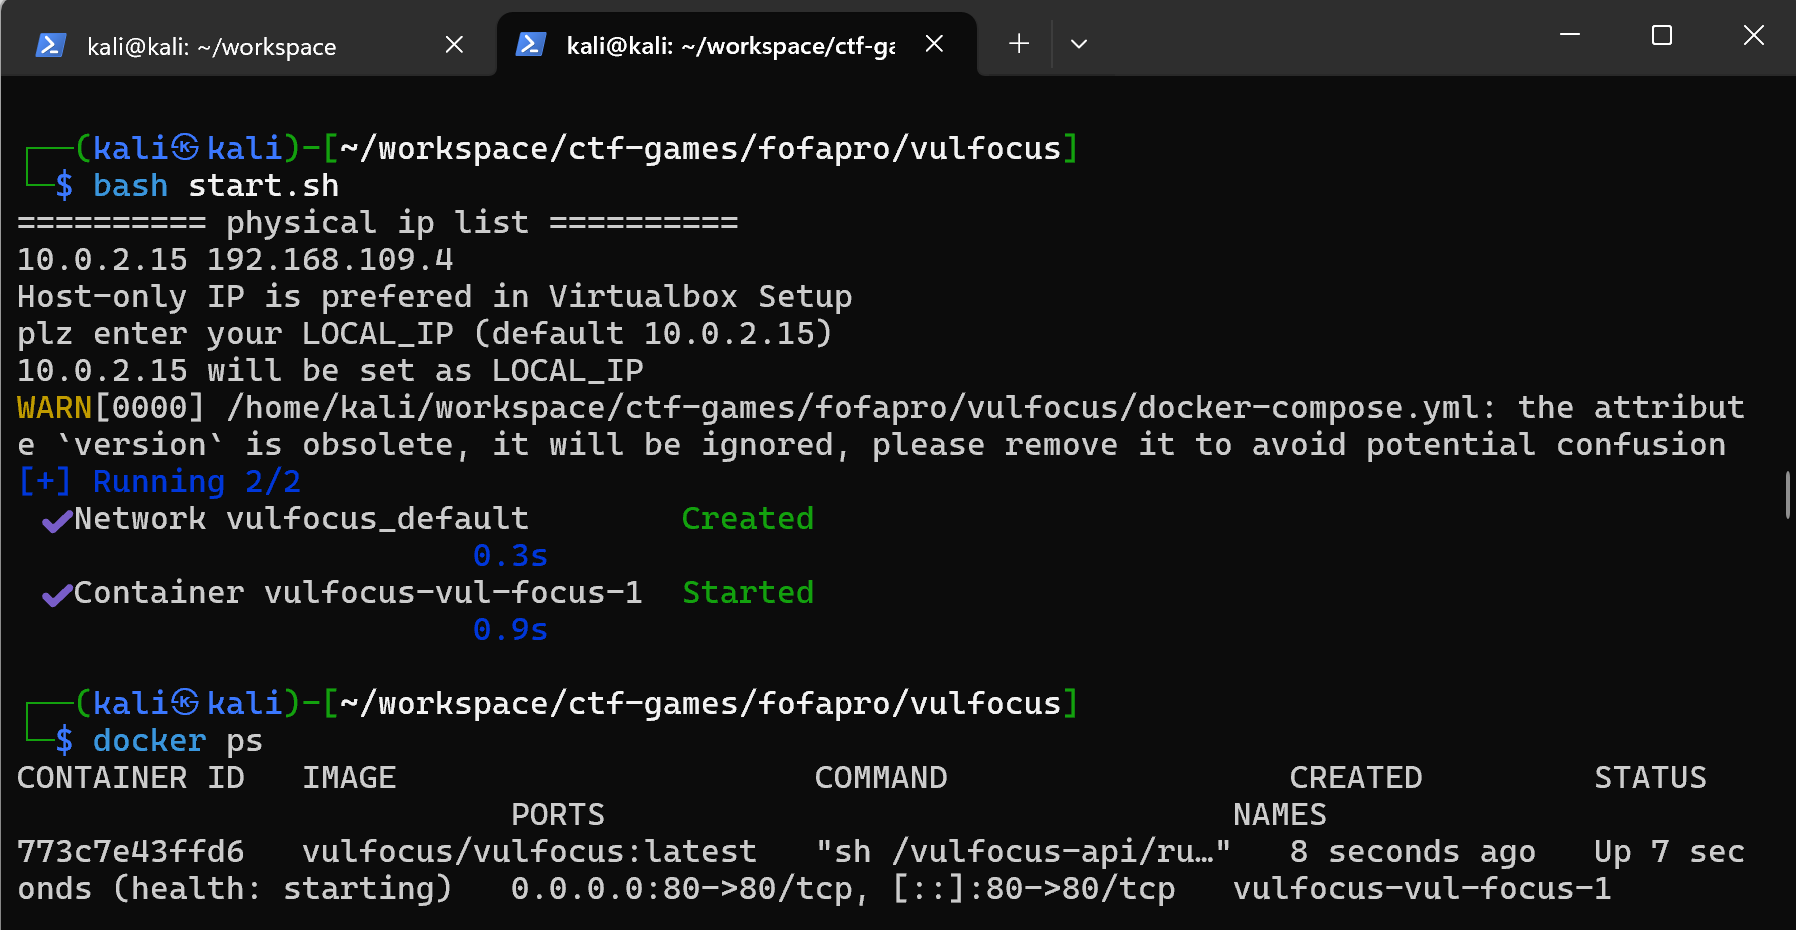 kali@kali: ~/workspace
kali@kali: ~/workspace/ctf-ga
┌──(kali㉿kali)-[~/workspace/ctf-games/fofapro/vulfocus]
└─$ bash start.sh
========== physical ip list ==========
10.0.2.15 192.168.109.4
Host-only IP is prefered in Virtualbox Setup
plz enter your LOCAL_IP (default 10.0.2.15)
10.0.2.15 will be set as LOCAL_IP
WARN[0000] /home/kali/workspace/ctf-games/fofapro/vulfocus/docker-compose.yml: the attribut
e `version` is obsolete, it will be ignored, please remove it to avoid potential confusion
[+] Running 2/2
✔Network vulfocus_default Created
0.3s
✔Container vulfocus-vul-focus-1 Started
0.9s
┌──(kali㉿kali)-[~/workspace/ctf-games/fofapro/vulfocus]
└─$ docker ps
CONTAINER ID IMAGE COMMAND CREATED STATUS
PORTS NAMES
773c7e43ffd6 vulfocus/vulfocus:latest "sh /vulfocus-api/ru…" 8 seconds ago Up 7 sec
onds (health: starting) 0.0.0.0:80->80/tcp, [::]:80->80/tcp vulfocus-vul-focus-1